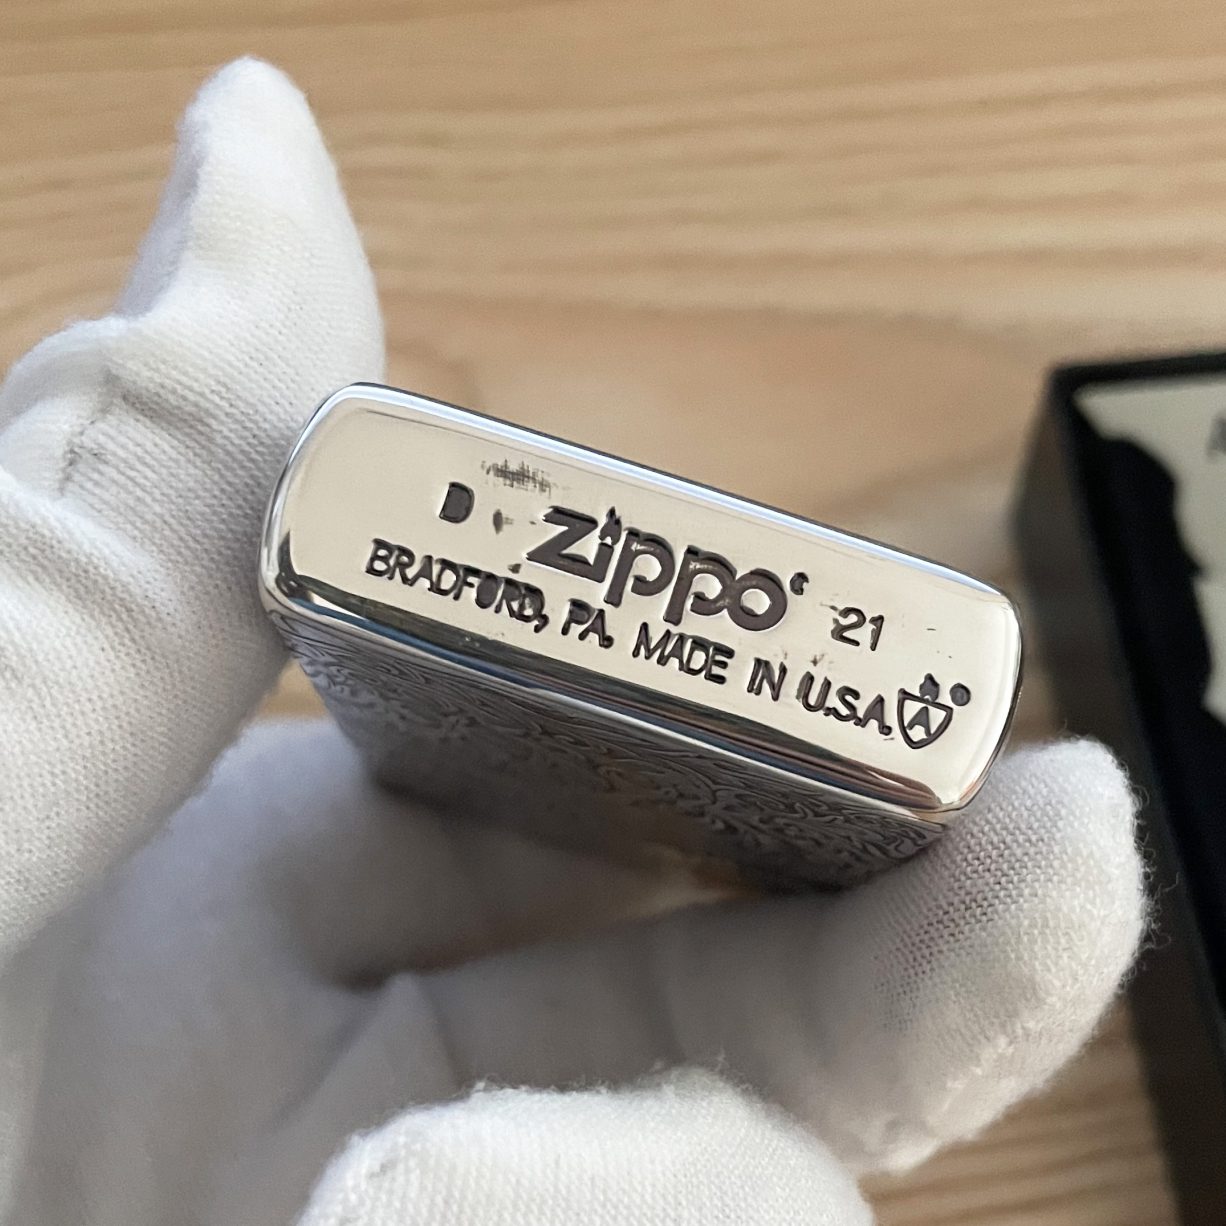 D zippo 21
BRADFORD, PA. MADE IN U.S.A. A